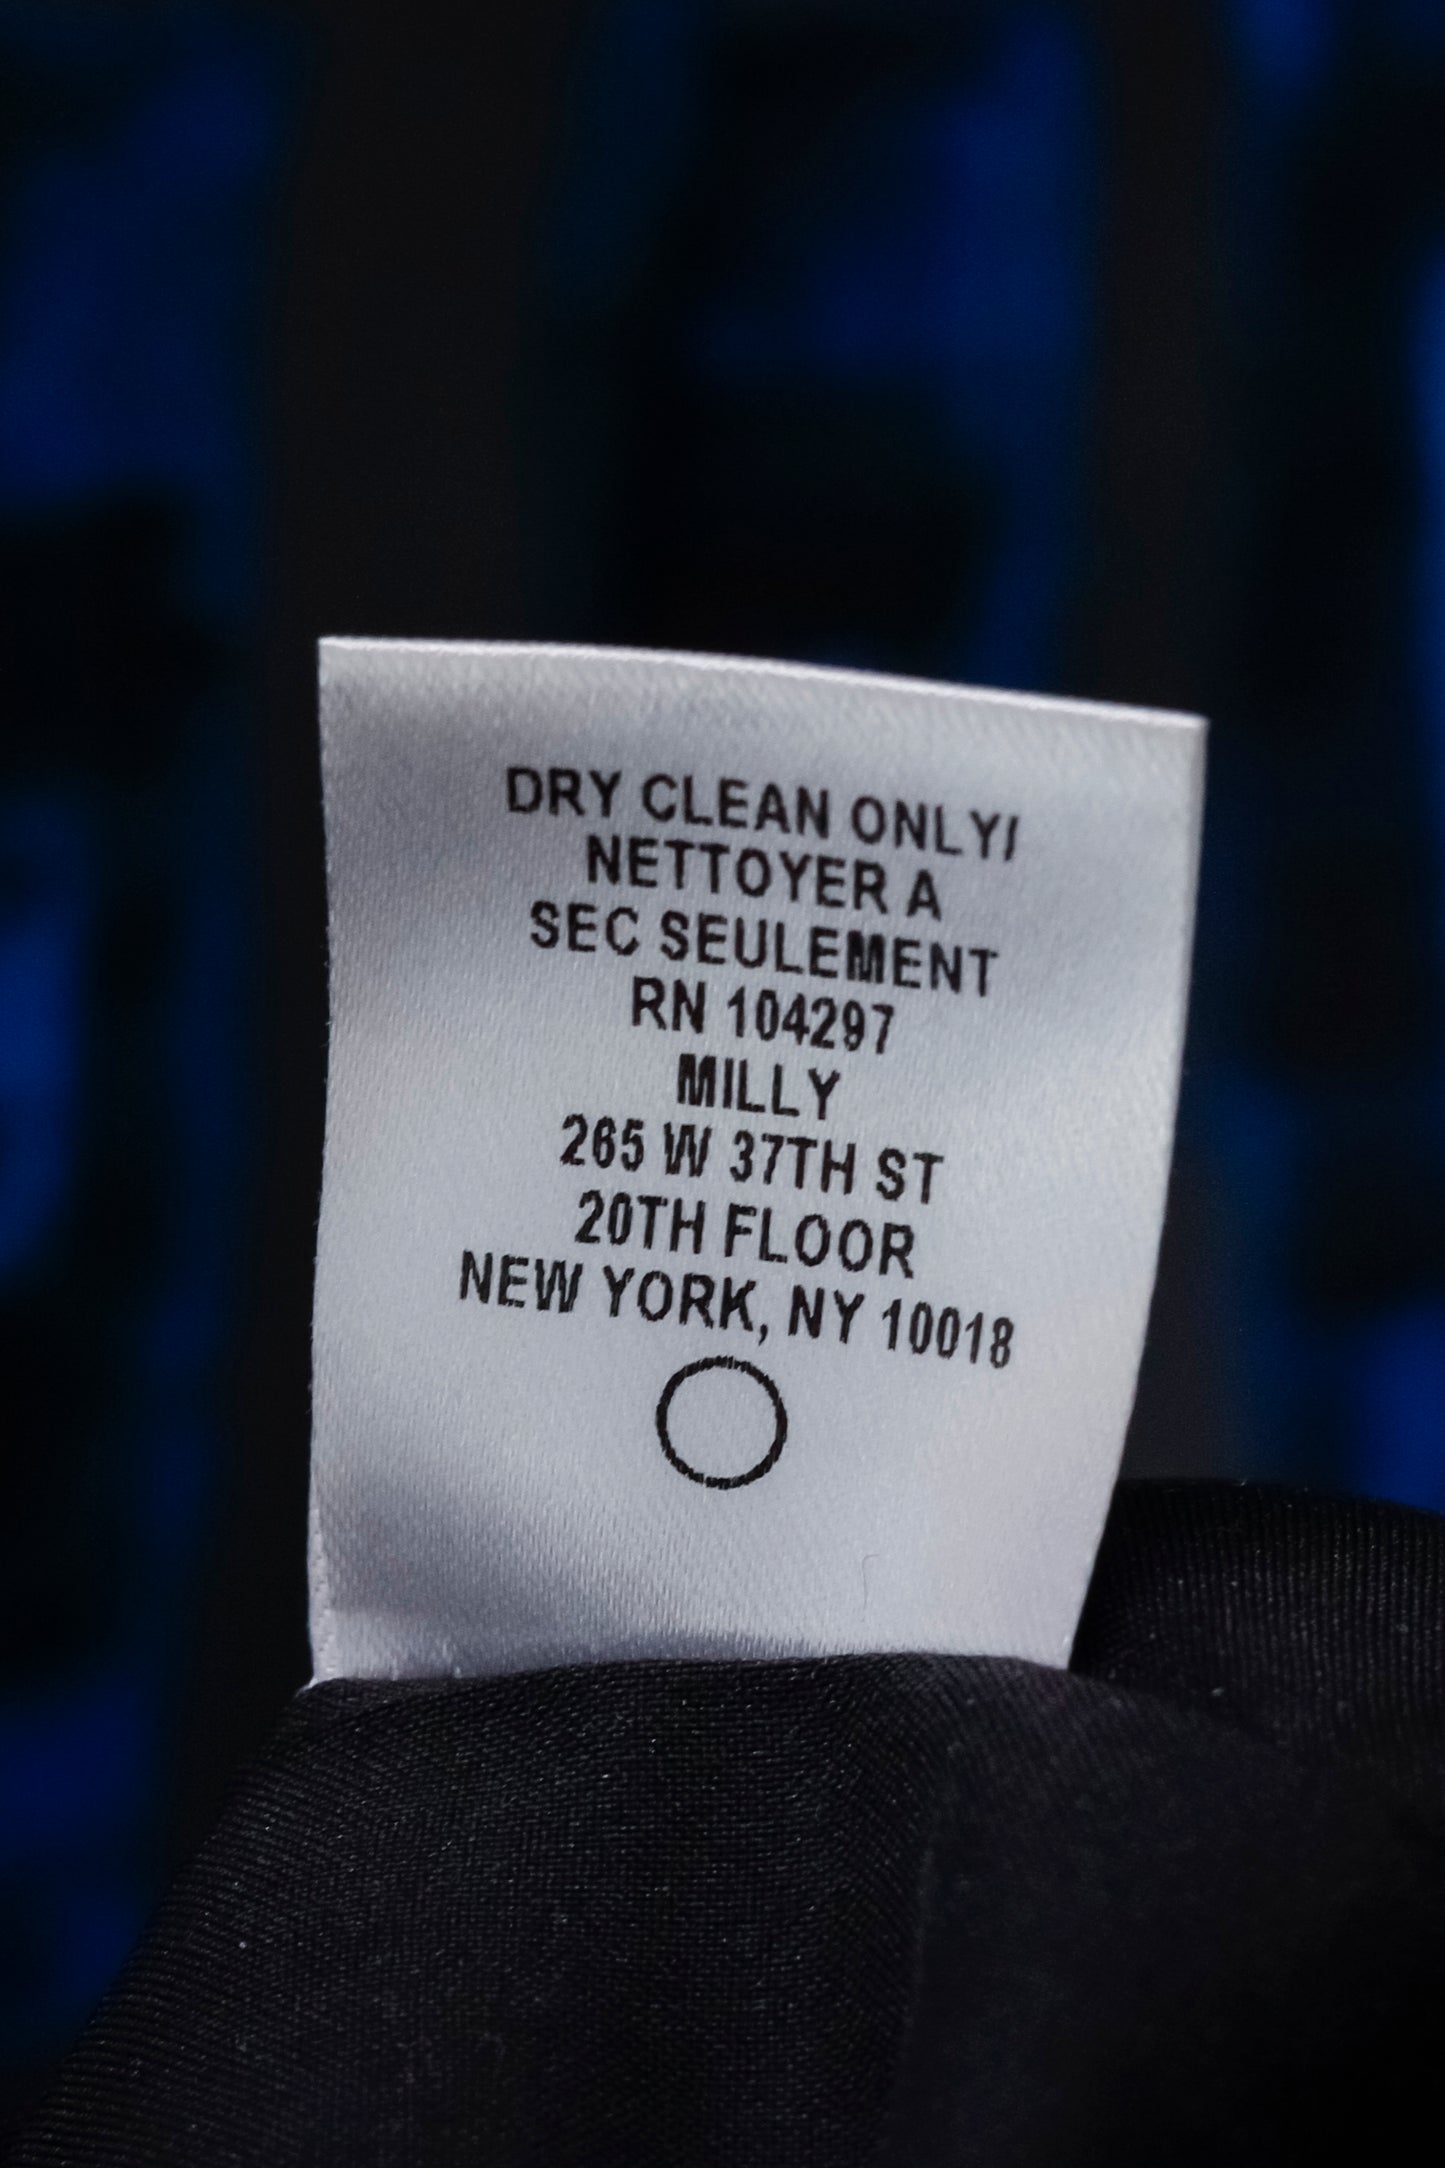 DRY CLEAN ONLY/
NETTOYER A
SEC SEULEMENT
RN 104297
MILLY
265 W 37TH ST
20TH FLOOR
NEW YORK, NY 10018